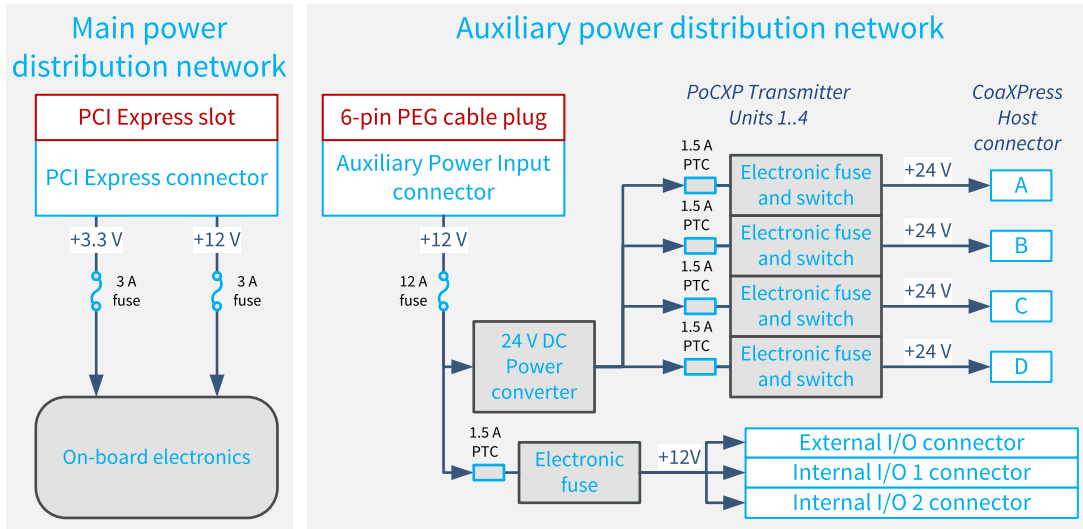 Main power
distribution network
PCI Express slot
PCI Express connector
+3.3 V
+12 V
3 A
fuse
3 A
fuse
On-board electronics
Auxiliary power distribution network
6-pin PEG cable plug
Auxiliary Power Input
connector
+12 V
12 A
fuse
24 V DC
Power
converter
PoCXP Transmitter
Units 1..4
CoaXPress
Host
connector
1.5 A
PTC
Electronic fuse
and switch
+24 V
A
1.5 A
PTC
Electronic fuse
and switch
+24 V
B
1.5 A
PTC
Electronic fuse
and switch
+24 V
C
1.5 A
PTC
Electronic fuse
and switch
+24 V
D
1.5 A
PTC
Electronic
fuse
+12V
External I/O connector
Internal I/O 1 connector
Internal I/O 2 connector